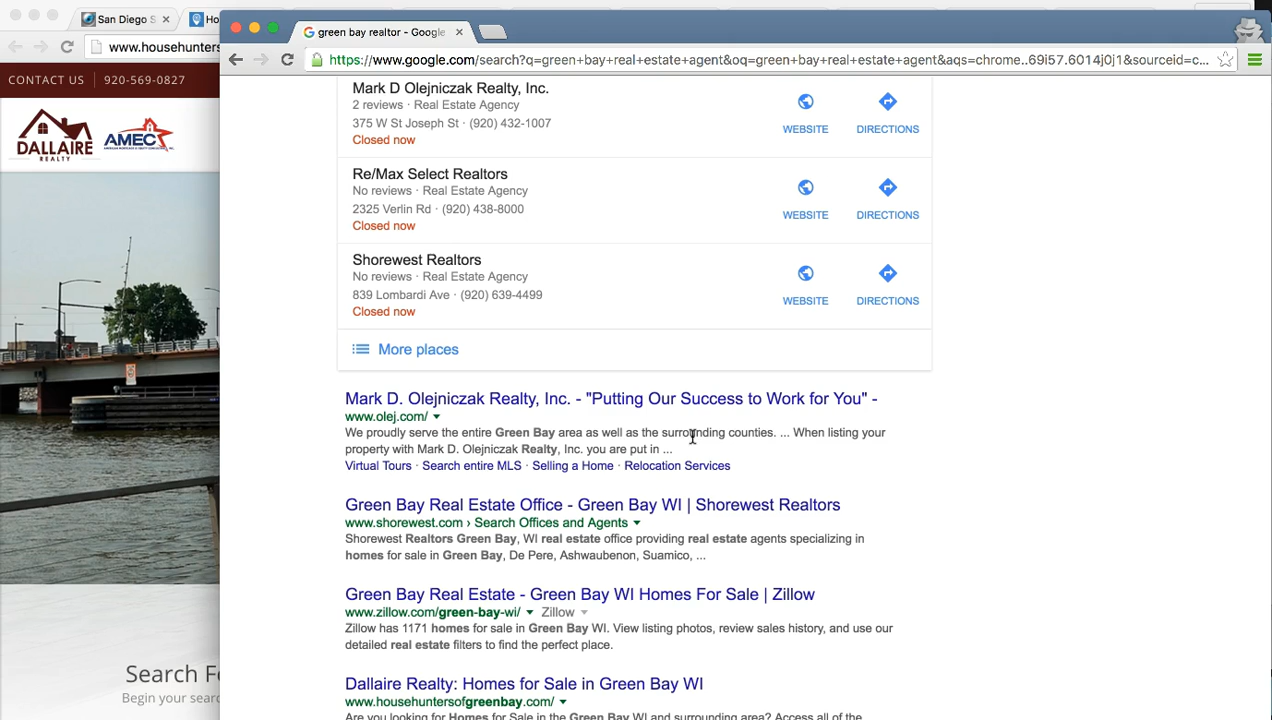 San Diego S
Ho
www.househunters
CONTACT US
920-569-0827
DALLAIRE
REALTY
AMEC
Search Fo
Begin your searc
green bay realtor - Google
https://www.google.com/search?q=green+bay+real+estate+agent&oq=green+bay+real+estate+agent&aqs=chrome..69i57.6014j0j1&sourceid=c...
Mark D Olejniczak Realty, Inc.
2 reviews · Real Estate Agency
375 W St Joseph St · (920) 432-1007
Closed now
WEBSITE
DIRECTIONS
Re/Max Select Realtors
No reviews · Real Estate Agency
2325 Verlin Rd · (920) 438-8000
Closed now
WEBSITE
DIRECTIONS
Shorewest Realtors
No reviews · Real Estate Agency
839 Lombardi Ave · (920) 639-4499
Closed now
WEBSITE
DIRECTIONS
More places
Mark D. Olejniczak Realty, Inc. - "Putting Our Success to Work for You" -
www.olej.com/
We proudly serve the entire Green Bay area as well as the surrounding counties. ... When listing your
property with Mark D. Olejniczak Realty, Inc. you are put in ...
Virtual Tours · Search entire MLS · Selling a Home · Relocation Services
Green Bay Real Estate Office - Green Bay WI | Shorewest Realtors
www.shorewest.com › Search Offices and Agents
Shorewest Realtors Green Bay, WI real estate office providing real estate agents specializing in
homes for sale in Green Bay, De Pere, Ashwaubenon, Suamico, ...
Green Bay Real Estate - Green Bay WI Homes For Sale | Zillow
www.zillow.com/green-bay-wi/ Zillow
Zillow has 1171 homes for sale in Green Bay WI. View listing photos, review sales history, and use our
detailed real estate filters to find the perfect place.
Dallaire Realty: Homes for Sale in Green Bay WI
www.househuntersofgreenbay.com/
Are you looking for Homes for Sale in the Green Bay WI and surrounding area? Access all of the